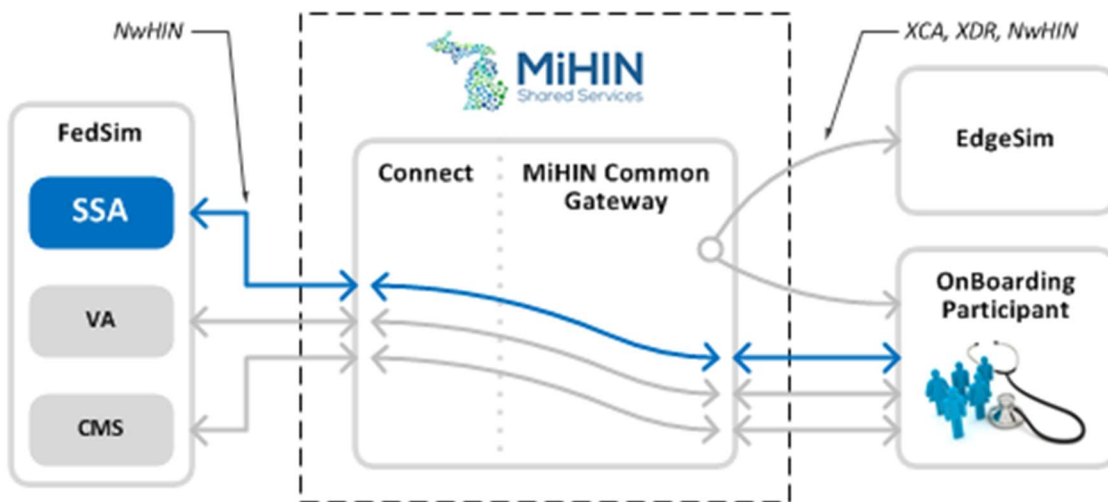 NwHIN
XCA, XDR, NwHIN
MiHIN
Shared Services
FedSim
SSA
VA
CMS
Connect
MiHIN Common
Gateway
EdgeSim
OnBoarding
Participant